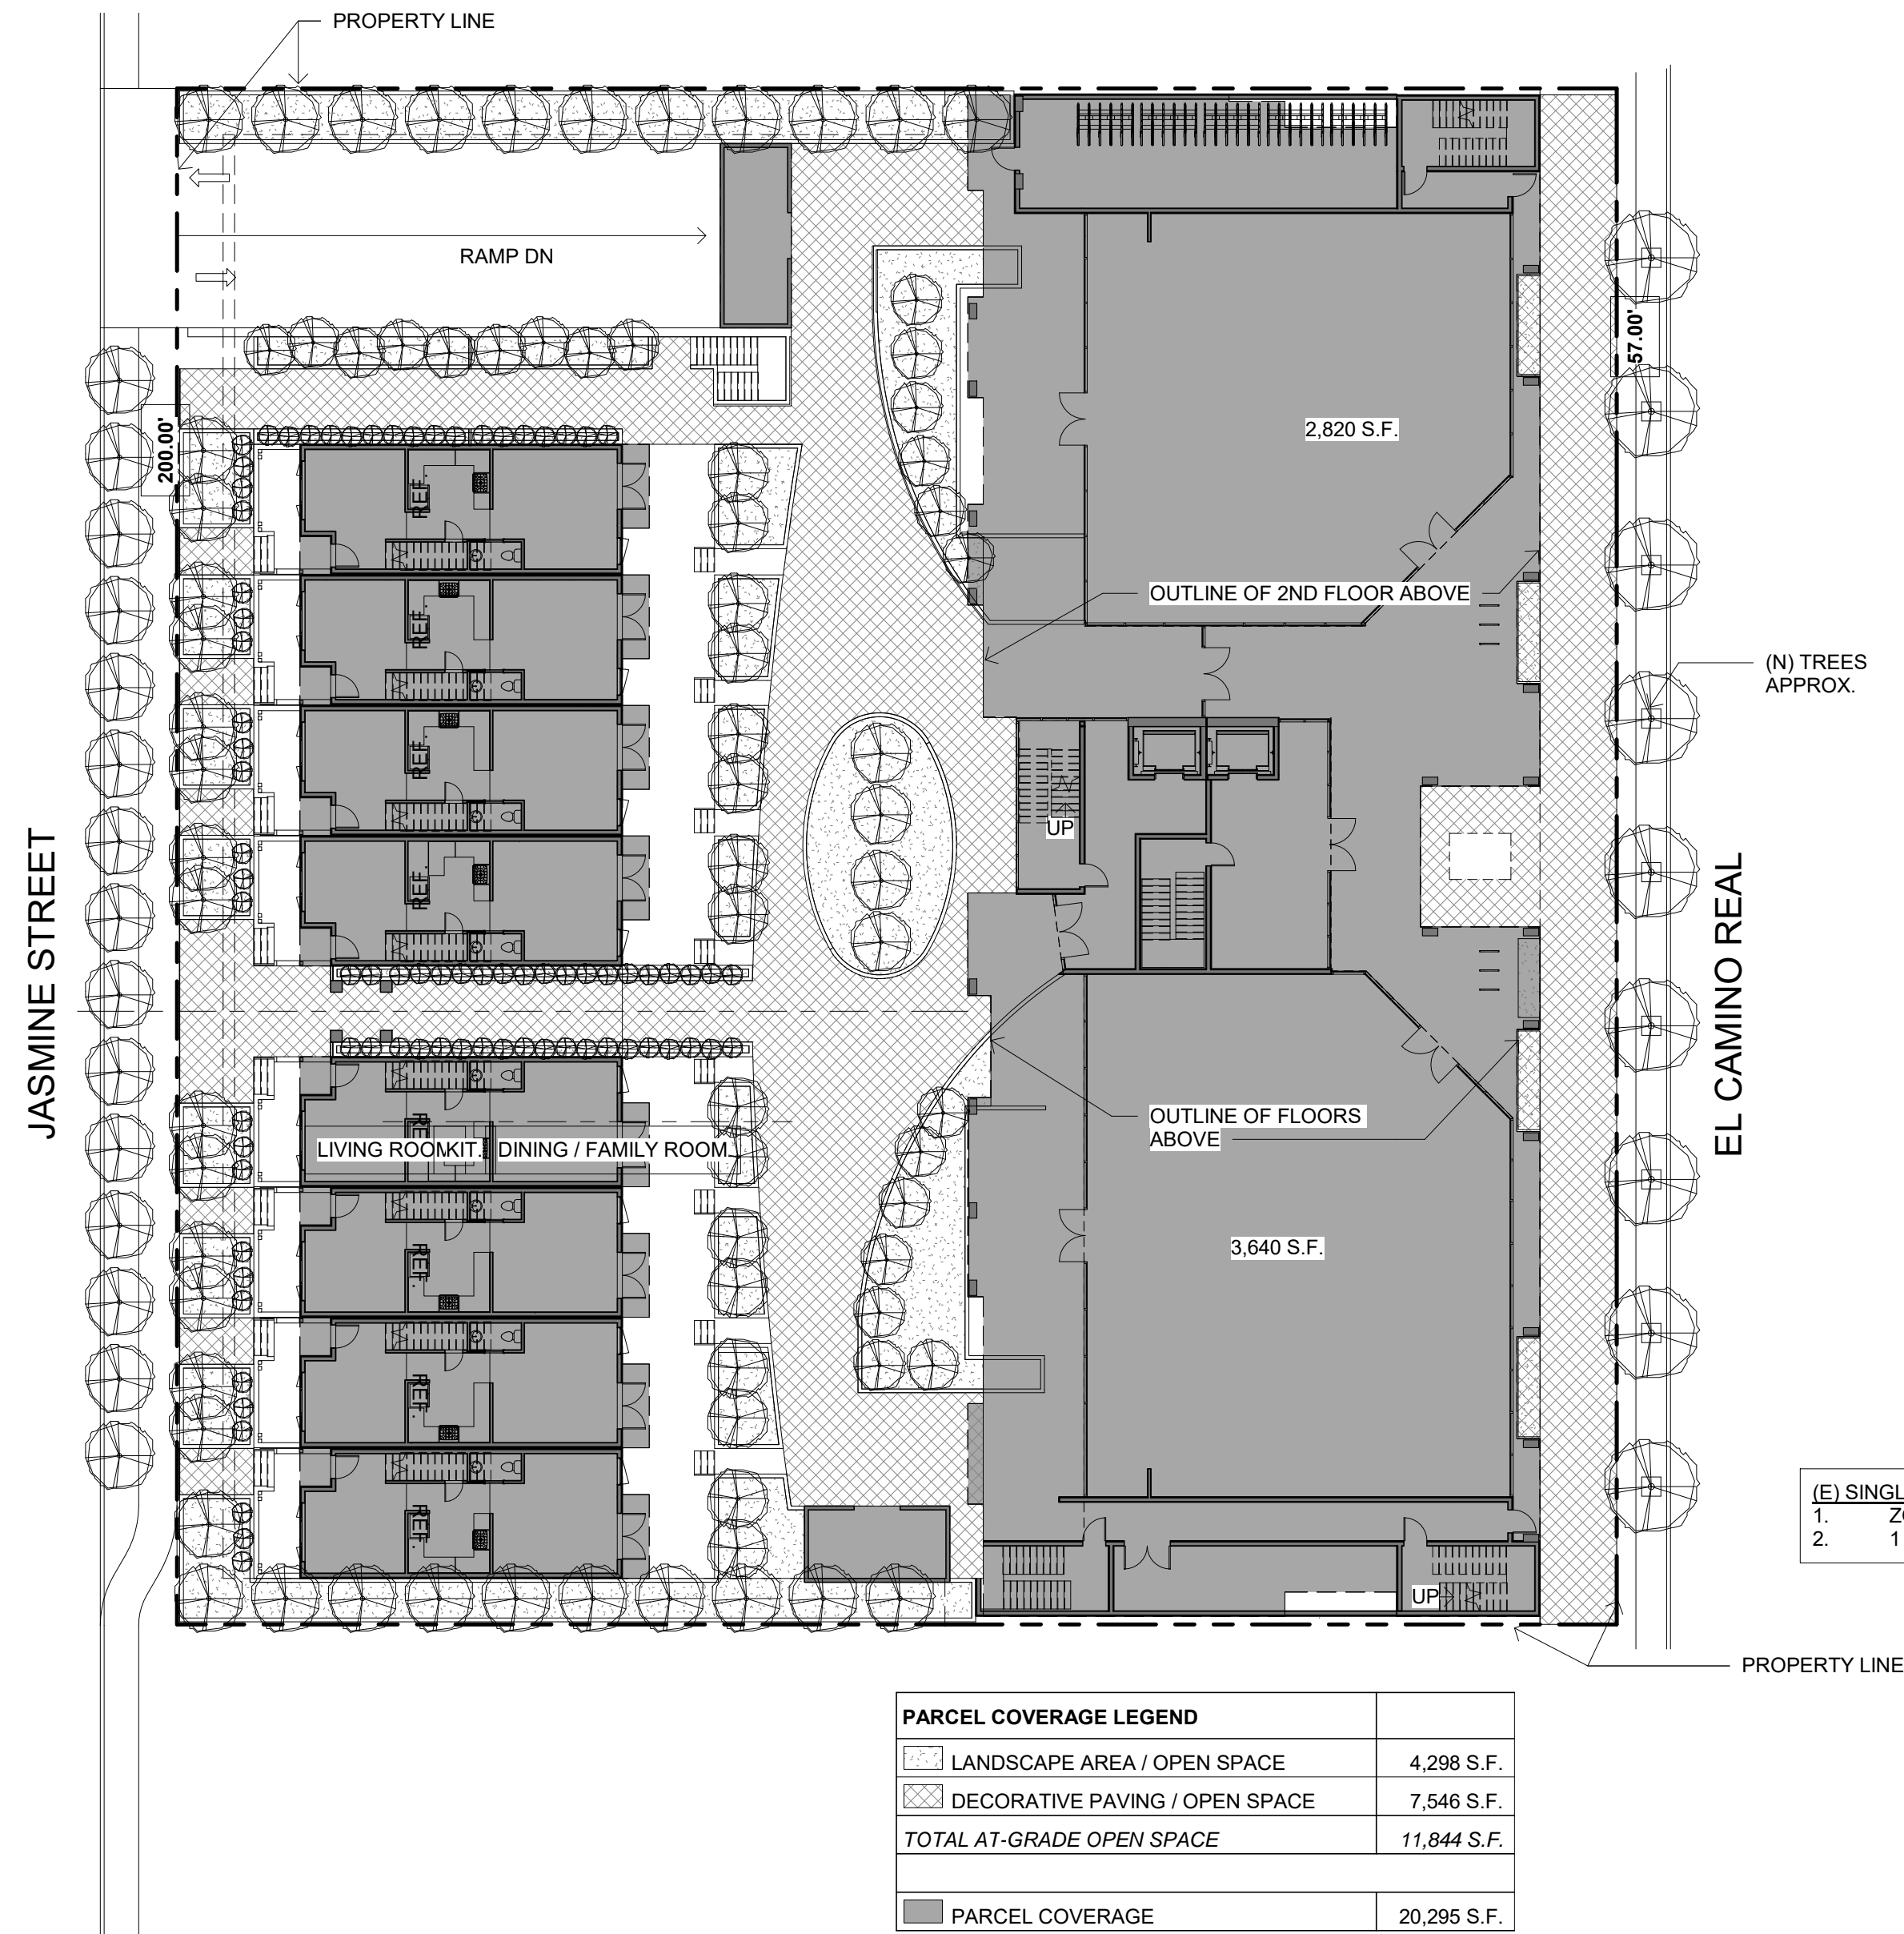 PROPERTY LINE
RAMP DN
57.00'
200.00'
2,820 S.F.
REF.
OUTLINE OF 2ND FLOOR ABOVE
REF.
(N) TREES
APPROX.
REF.
UP
REF.
JASMINE STREET
EL CAMINO REAL
OUTLINE OF FLOORS
ABOVE
REF.
LIVING ROOM
KIT.
DINING / FAMILY ROOM
3,640 S.F.
REF.
REF.
REF.
(E) SINGL
1. Z
2. 1
UP
PROPERTY LINE
PARCEL COVERAGE LEGEND
LANDSCAPE AREA / OPEN SPACE 4,298 S.F.
DECORATIVE PAVING / OPEN SPACE 7,546 S.F.
TOTAL AT-GRADE OPEN SPACE 11,844 S.F.
PARCEL COVERAGE 20,295 S.F.